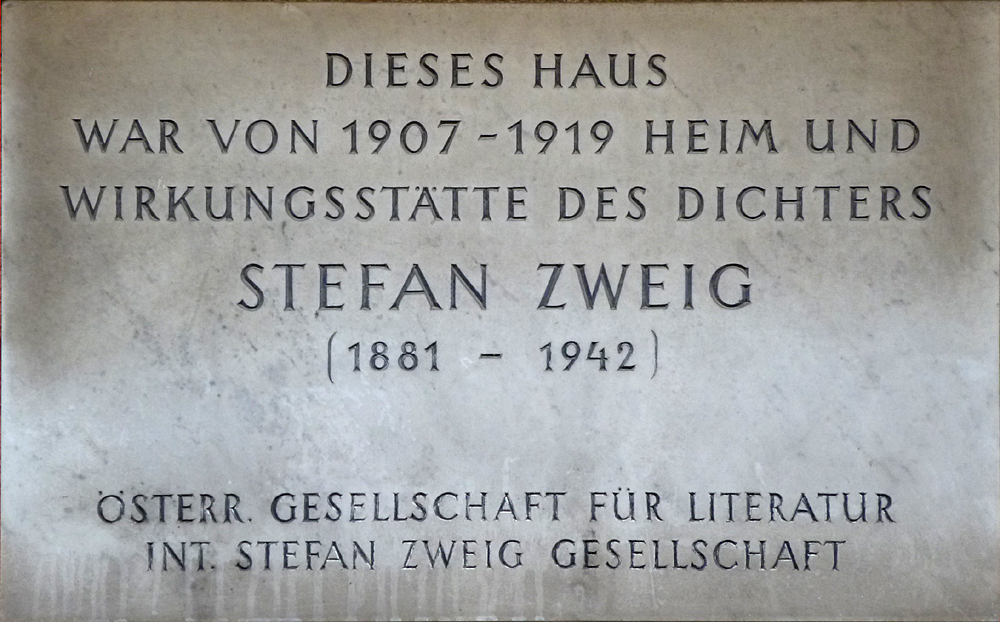 DIESES HAUS
WAR VON 1907-1919 HEIM UND
WIRKUNGSSTÄTTE DES DICHTERS
STEFAN ZWEIG
(1881 - 1942)
ÖSTERR. GESELLSCHAFT FÜR LITERATUR
INT. STEFAN ZWEIG GESELLSCHAFT